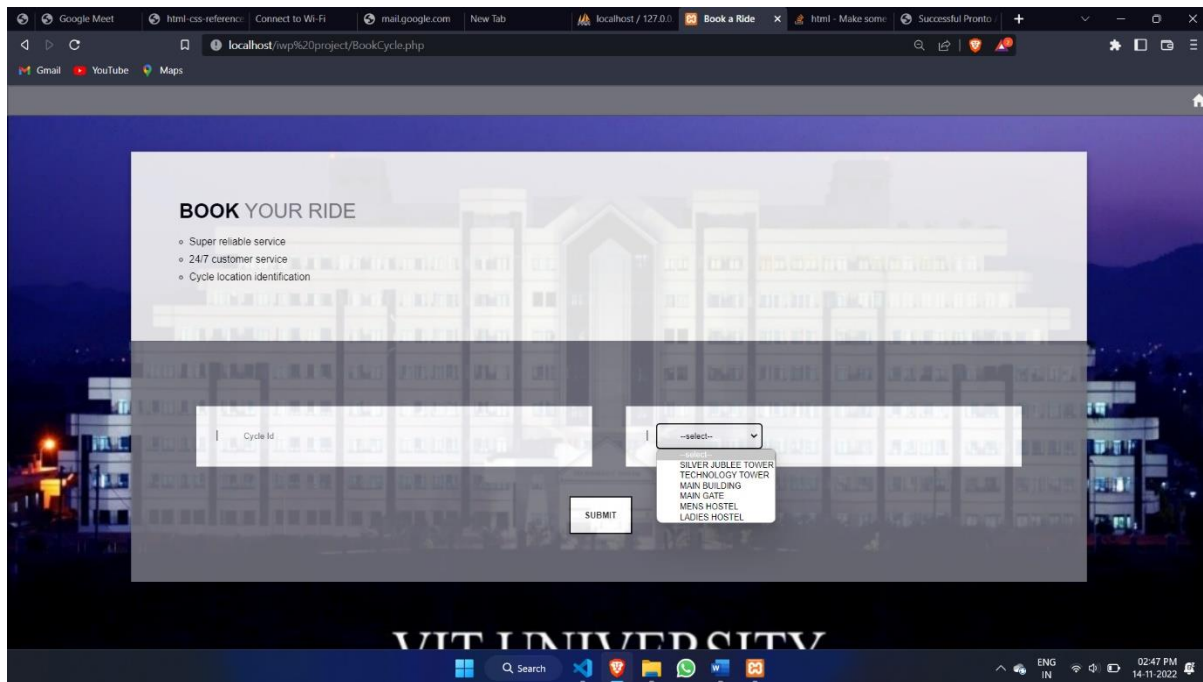 Google Meet
html-css-reference
Connect to Wi-Fi
mail.google.com
New Tab
localhost / 127.0.0.
Book a Ride
html - Make some
Successful Pronto /
localhost/iwp%20project/BookCycle.php
Gmail
YouTube
Maps
BOOK YOUR RIDE
Super reliable service
24/7 customer service
Cycle location identification
Cycle Id
--select--
--select--
SILVER JUBLEE TOWER
TECHNOLOGY TOWER
MAIN BUILDING
MAIN GATE
MENS HOSTEL
LADIES HOSTEL
SUBMIT
VIT UNIVERSITY
Search
ENG
IN
02:47 PM
14-11-2022